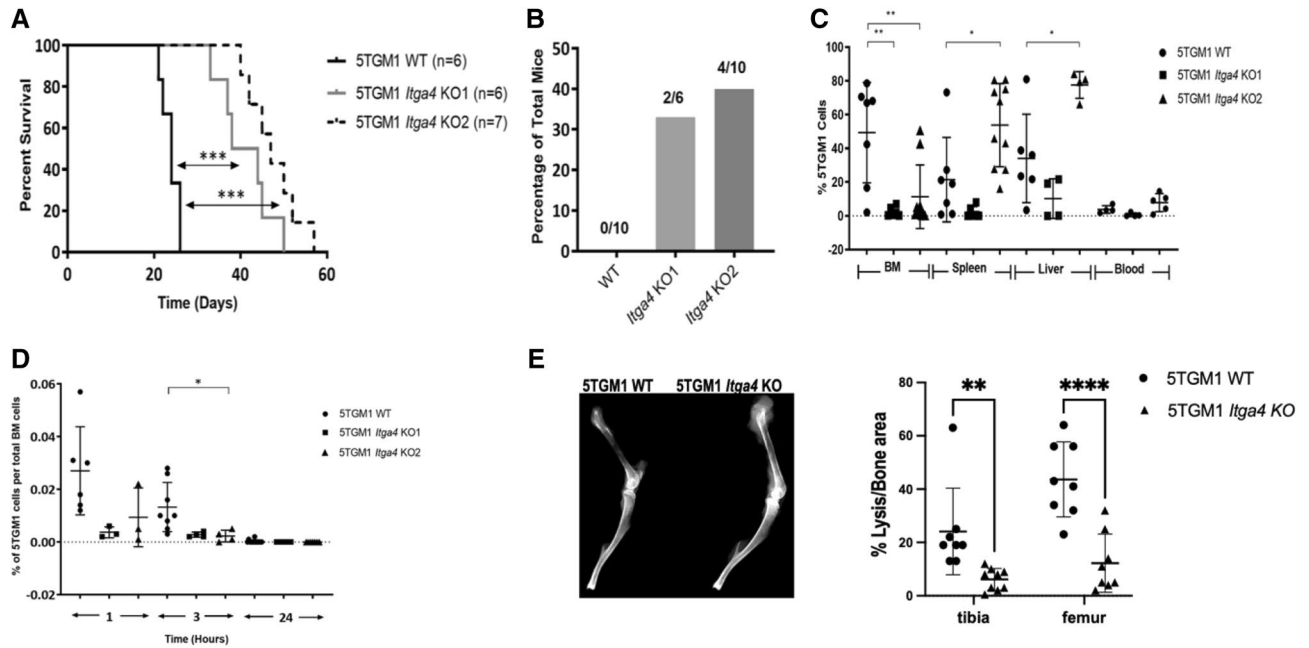 A
Percent Survival
100
80
60
40
20
0
0 20 40 60
Time (Days)
***
***
5TGM1 WT (n=6)
5TGM1 Itga4 KO1 (n=6)
5TGM1 Itga4 KO2 (n=7)
B
Percentage of Total Mice
50
40
30
20
10
0
0/10
2/6
4/10
WT
Itga4 KO1
Itga4 KO2
C
% 5TGM1 Cells
100
80
60
40
20
0
-20
**
**
*
*
BM Spleen Liver Blood
5TGM1 WT
5TGM1 Itga4 KO1
5TGM1 Itga4 KO2
D
% of 5TGM1 cells per total BM cells
0.06
0.04
0.02
0.00
-0.02
*
1 3 24
Time (Hours)
5TGM1 WT
5TGM1 Itga4 KO1
5TGM1 Itga4 KO2
E
5TGM1 WT 5TGM1 Itga4 KO
% Lysis/Bone area
80
60
40
20
0
**
****
tibia femur
5TGM1 WT
5TGM1 Itga4 KO